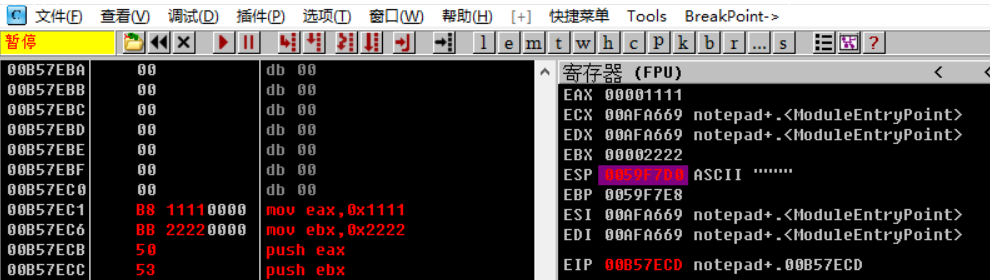 C 文件(F) 查看(V) 调试(D) 插件(P) 选项(T) 窗口(W) 帮助(H) [+] 快捷菜单 Tools BreakPoint->
暂停 l e m t w h c P k b r ... s ?
00B57EBA 00 db 00
00B57EBB 00 db 00
00B57EBC 00 db 00
00B57EBD 00 db 00
00B57EBE 00 db 00
00B57EBF 00 db 00
00B57EC0 00 db 00
00B57EC1 B8 11110000 mov eax,0x1111
00B57EC6 BB 22220000 mov ebx,0x2222
00B57ECB 50 push eax
00B57ECC 53 push ebx
寄存器 (FPU) < <
EAX 00001111
ECX 00AFA669 notepad+.<ModuleEntryPoint>
EDX 00AFA669 notepad+.<ModuleEntryPoint>
EBX 00002222
ESP 0059F7D0 ASCII """"
EBP 0059F7E8
ESI 00AFA669 notepad+.<ModuleEntryPoint>
EDI 00AFA669 notepad+.<ModuleEntryPoint>
EIP 00B57ECD notepad+.00B57ECD